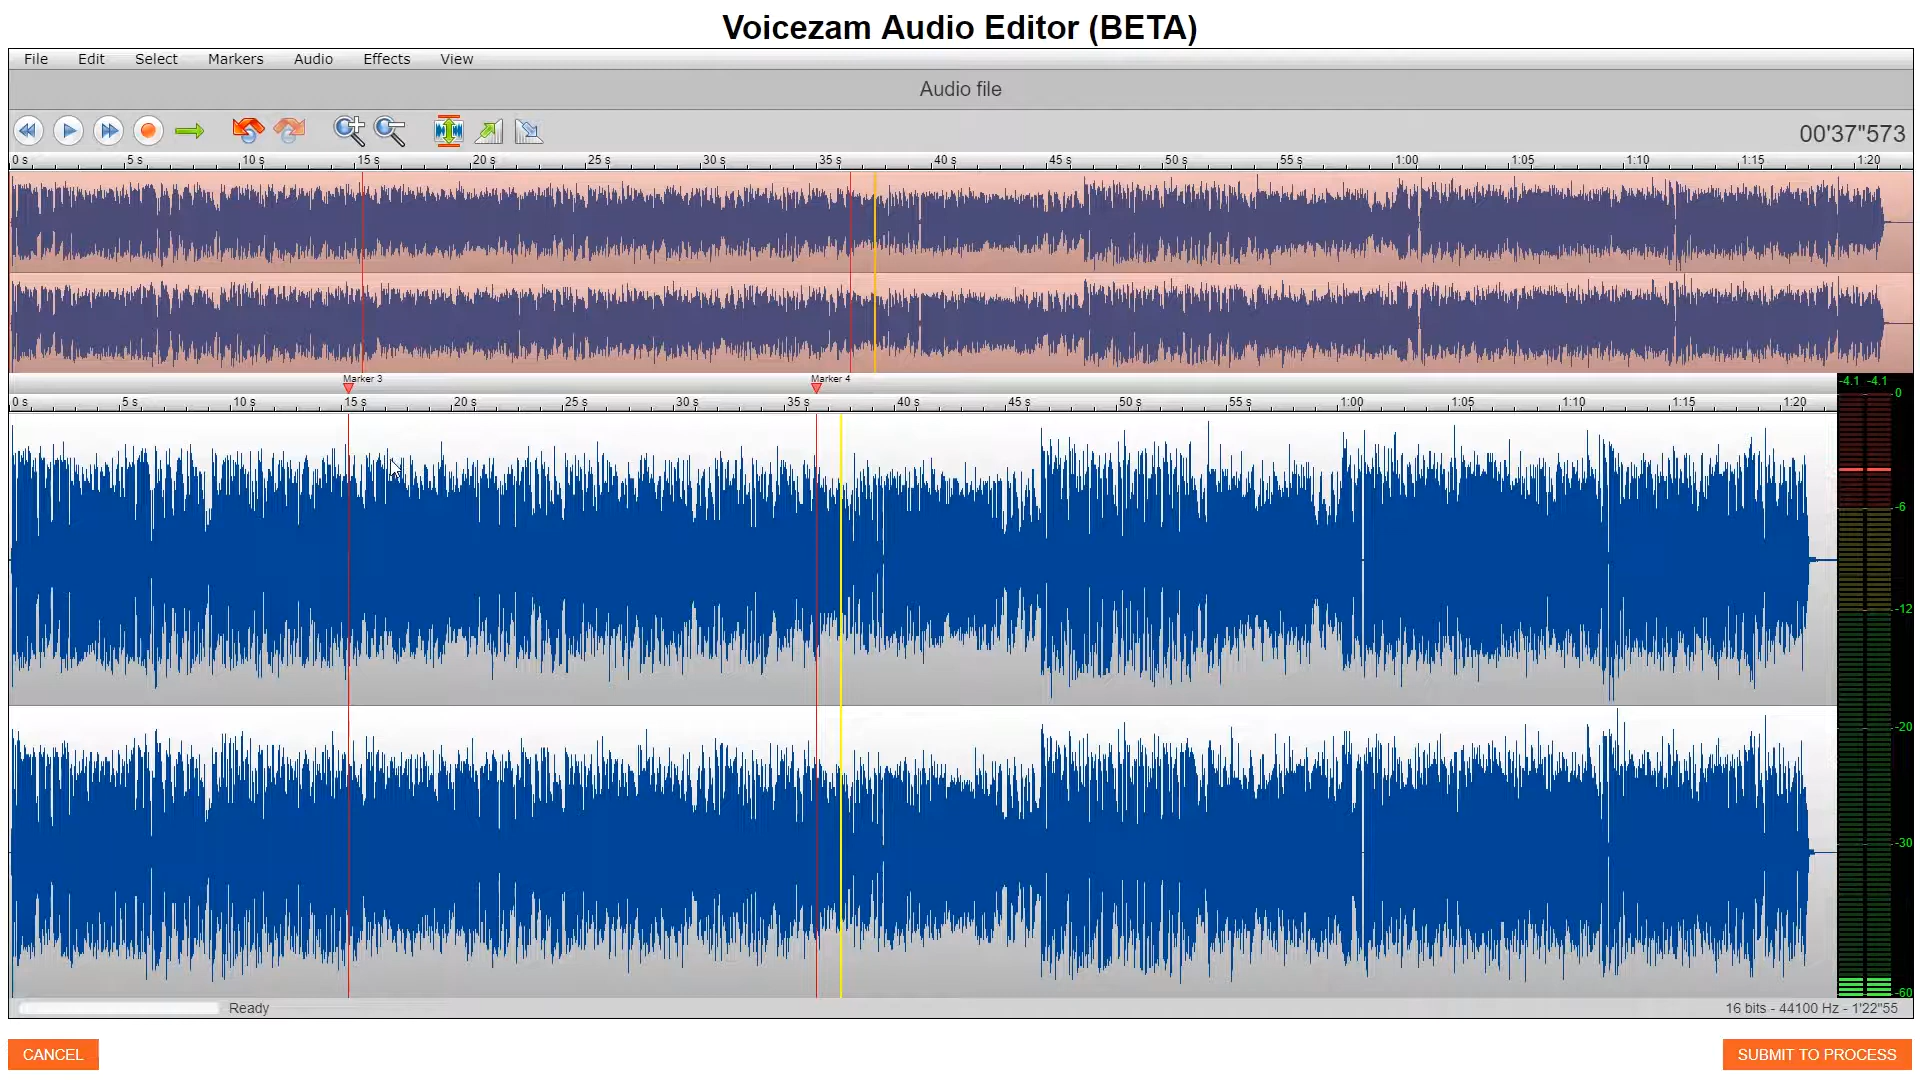 Voicezam Audio Editor (BETA)
File Edit Select Markers Audio Effects View
Audio file
00'37"573
0 s 5 s 10 s 15 s 20 s 25 s 30 s 35 s 40 s 45 s 50 s 55 s 1:00 1:05 1:10 1:15 1:20
Marker 3 Marker 4
-4.1 -4.1
0 s 5 s 10 s 15 s 20 s 25 s 30 s 35 s 40 s 45 s 50 s 55 s 1:00 1:05 1:10 1:15 1:20
0
-6
-12
-20
-30
-60
Ready
16 bits - 44100 Hz - 1'22"55
CANCEL
SUBMIT TO PROCESS